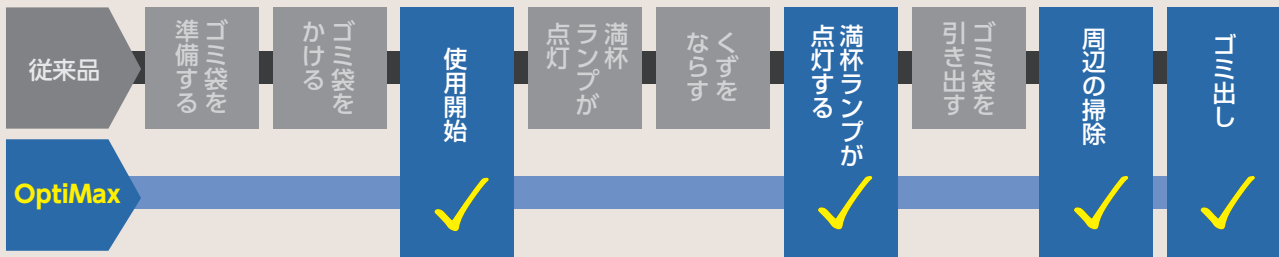 従来品
ゴミ袋を
準備する
ゴミ袋を
かける
使用開始
満杯
ランプが
点灯
くずを
ならす
満杯ランプが
点灯する
ゴミ袋を
引き出す
周辺の掃除
ゴミ出し
OptiMax